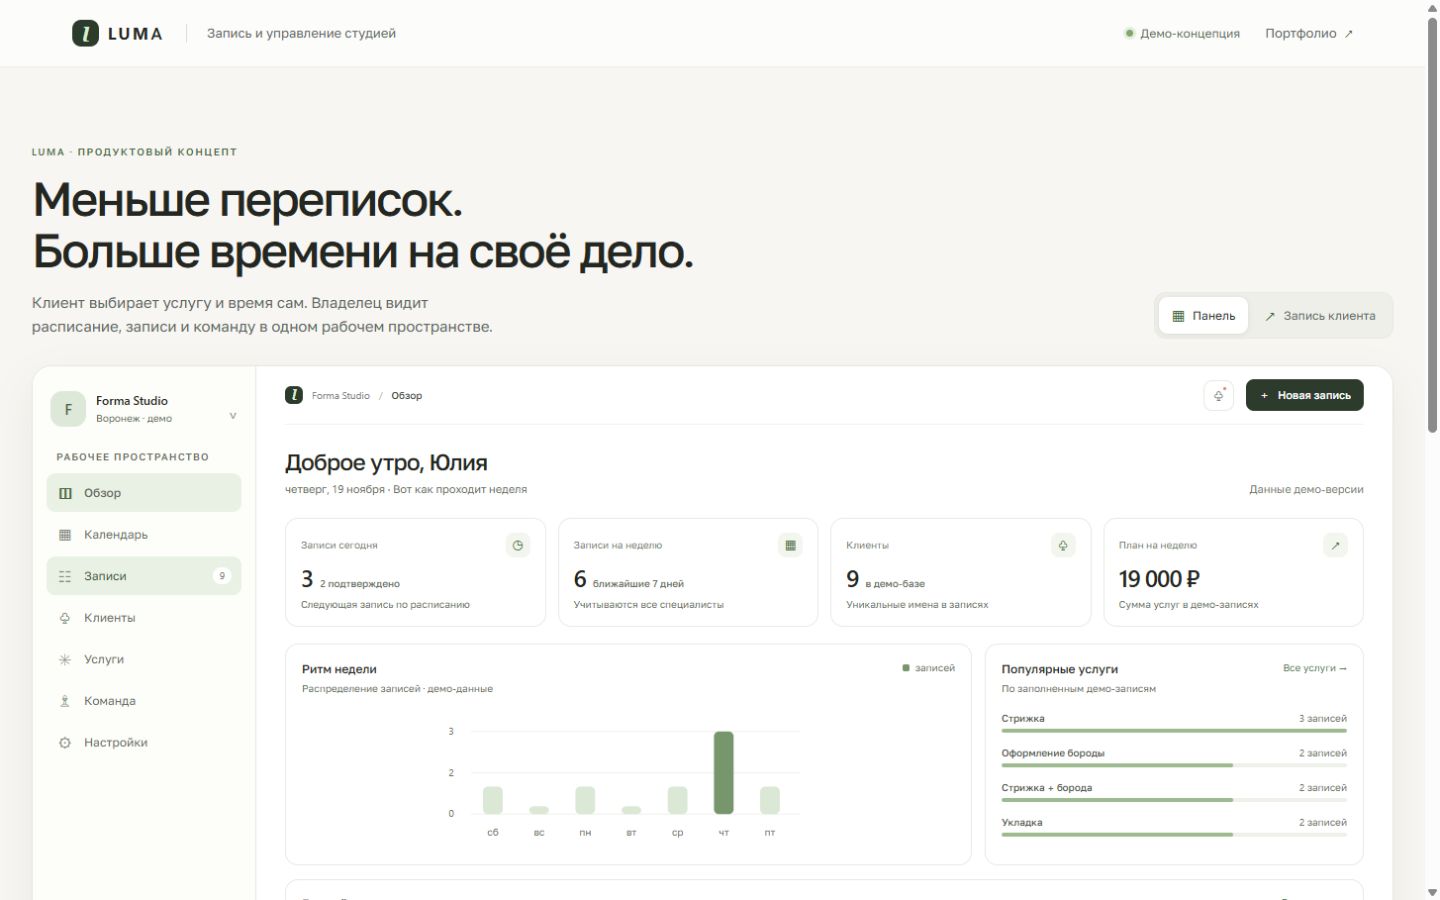 LUMA
Запись и управление студией
Демо-концепция
Портфолио ↗
LUMA · ПРОДУКТОВЫЙ КОНЦЕПТ
Меньше переписок.
Больше времени на своё дело.
Клиент выбирает услугу и время сам. Владелец видит
расписание, записи и команду в одном рабочем пространстве.
Панель
↗ Запись клиента
F
Forma Studio
Воронеж · демо
РАБОЧЕЕ ПРОСТРАНСТВО
Обзор
Календарь
Записи 9
Клиенты
Услуги
Команда
Настройки
Forma Studio / Обзор
+ Новая запись
Доброе утро, Юлия
четверг, 19 ноября · Вот как проходит неделя
Данные демо-версии
Записи сегодня
3 2 подтверждено
Следующая запись по расписанию
Записи на неделю
6 ближайшие 7 дней
Учитываются все специалисты
Клиенты
9 в демо-базе
Уникальные имена в записях
План на неделю
19 000 ₽
Сумма услуг в демо-записях
Ритм недели
записей
Распределение записей · демо-данные
3
2
0
сб вс пн вт ср чт пт
Популярные услуги
Все услуги →
По заполненным демо-записям
Стрижка 3 записей
Оформление бороды 2 записей
Стрижка + борода 2 записей
Укладка 2 записей